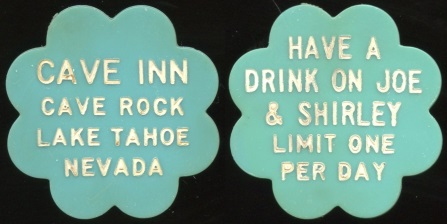 CAVE INN
CAVE ROCK
LAKE TAHOE
NEVADA
HAVE A
DRINK ON JOE
& SHIRLEY
LIMIT ONE
PER DAY